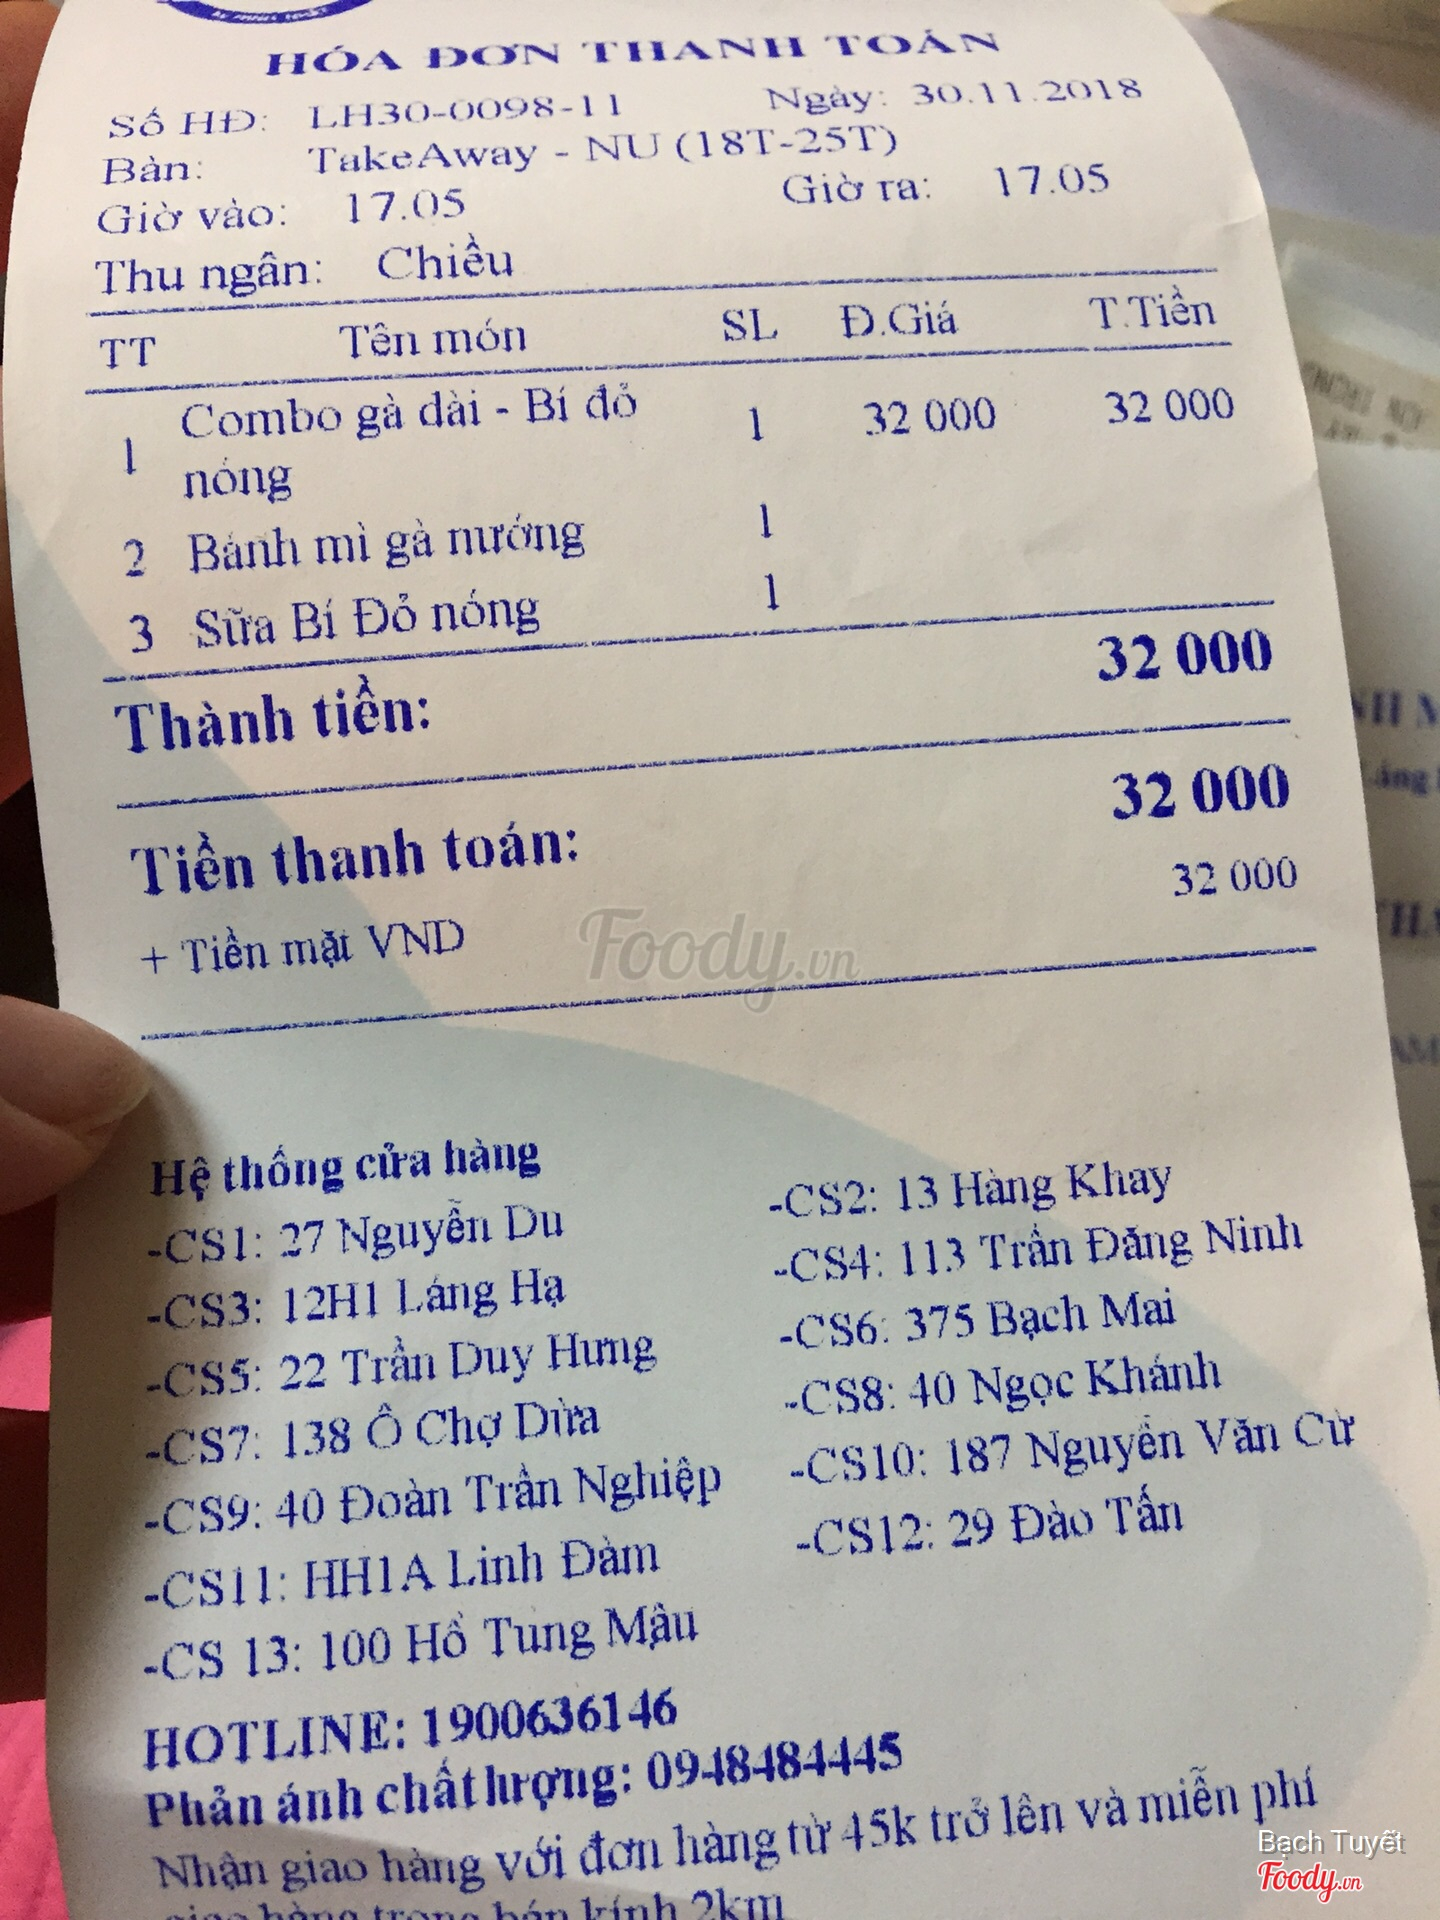 HÓA ĐƠN THANH TOÁN
Số HĐ: LH30-0098-11 Ngày: 30.11.2018
Bàn: TakeAway - NU (18T-25T)
Giờ vào: 17.05 Giờ ra: 17.05
Thu ngân: Chiều
TT Tên món SL Đ.Giá T.Tiền
1 Combo gà dài - Bí đỏ 1 32 000 32 000
nóng
2 Bánh mì gà nướng 1
3 Sữa Bí Đỏ nóng 1
Thành tiền: 32 000
Tiền thanh toán: 32 000
+ Tiền mặt VND 32 000
Foody.vn
Hệ thống cửa hàng
-CS1: 27 Nguyễn Du -CS2: 13 Hàng Khay
-CS3: 12H1 Láng Hạ -CS4: 113 Trần Đăng Ninh
-CS5: 22 Trần Duy Hưng -CS6: 375 Bạch Mai
-CS7: 138 Ô Chợ Dừa -CS8: 40 Ngọc Khánh
-CS9: 40 Đoàn Trần Nghiệp -CS10: 187 Nguyễn Văn Cừ
-CS11: HH1A Linh Đàm -CS12: 29 Đào Tấn
-CS 13: 100 Hồ Tung Mậu
HOTLINE: 1900636146
Phản ánh chất lượng: 0948484445
Nhận giao hàng với đơn hàng từ 45k trở lên và miễn phí
giao hàng trong bán kính 2km
Bạch Tuyết
Foody.vn